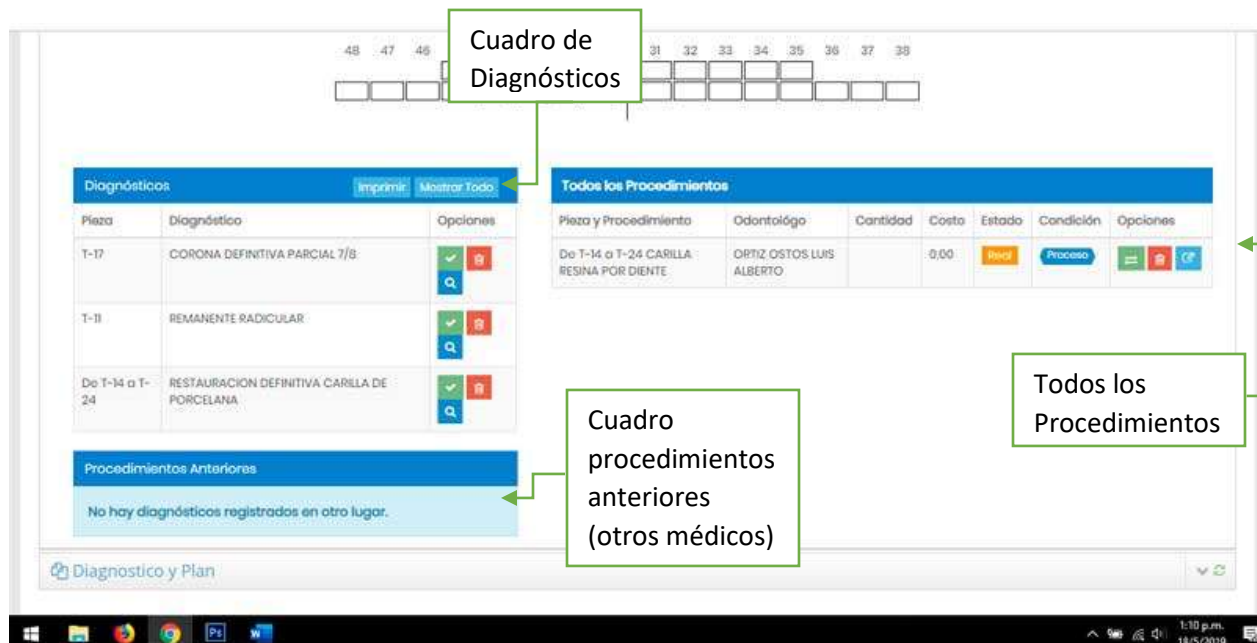 48 47 46
31 32 33 34 35 36 37 38
Cuadro de
Diagnósticos
Diagnósticos Imprimir Mostrar Todo
Pieza Diagnóstico Opciones
T-17 CORONA DEFINITIVA PARCIAL 7/8
T-11 REMANENTE RADICULAR
De T-14 a T-
24
RESTAURACION DEFINITIVA CARILLA DE
PORCELANA
Todos los Procedimientos
Pieza y Procedimiento Odontológo Cantidad Costo Estado Condición Opciones
De T-14 a T-24 CARILLA
RESINA POR DIENTE
ORTIZ OSTOS LUIS
ALBERTO
0,00 Real Proceso
Todos los
Procedimientos
Cuadro
procedimientos
anteriores
(otros médicos)
Procedimientos Anteriores
No hay diagnósticos registrados en otro lugar.
Diagnostico y Plan
Ps
1:10 p.m.
18/5/2019